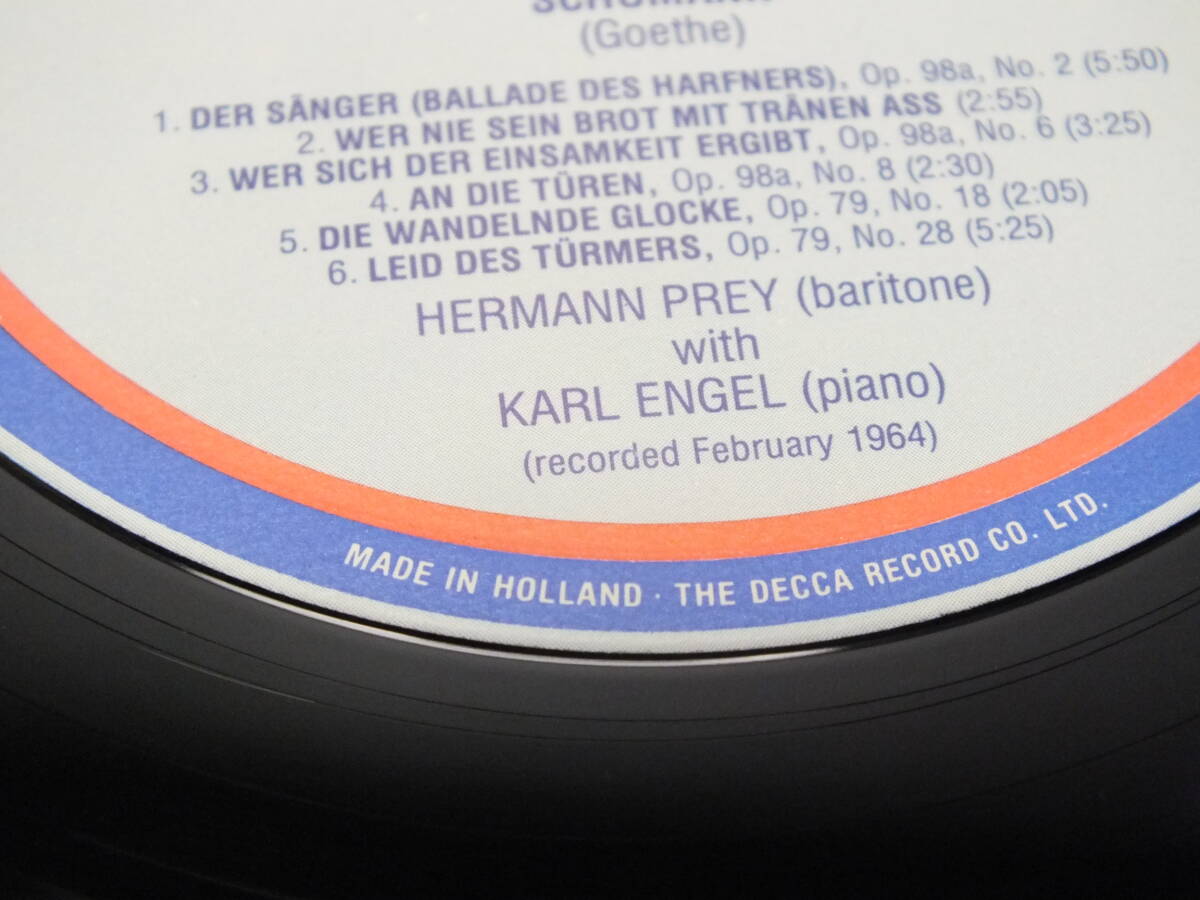 SCHUMANN
(Goethe)
1. DER SÄNGER (BALLADE DES HARFNERS), Op. 98a, No. 2 (5:50)
2. WER NIE SEIN BROT MIT TRÄNEN ASS (2:55)
3. WER SICH DER EINSAMKEIT ERGIBT, Op. 98a, No. 6 (3:25)
4. AN DIE TÜREN, Op. 98a, No. 8 (2:30)
5. DIE WANDELNDE GLOCKE, Op. 79, No. 18 (2:05)
6. LEID DES TÜRMERS, Op. 79, No. 28 (5:25)
HERMANN PREY (baritone)
with
KARL ENGEL (piano)
(recorded February 1964)
MADE IN HOLLAND · THE DECCA RECORD CO. LTD.